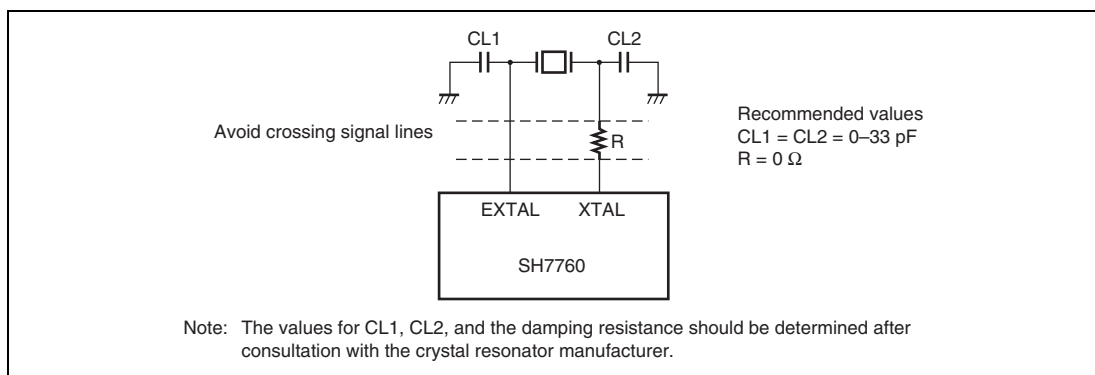 CL1
CL2
Avoid crossing signal lines
R
Recommended values
CL1 = CL2 = 0–33 pF
R = 0 Ω
EXTAL
XTAL
SH7760
Note: The values for CL1, CL2, and the damping resistance should be determined after
consultation with the crystal resonator manufacturer.